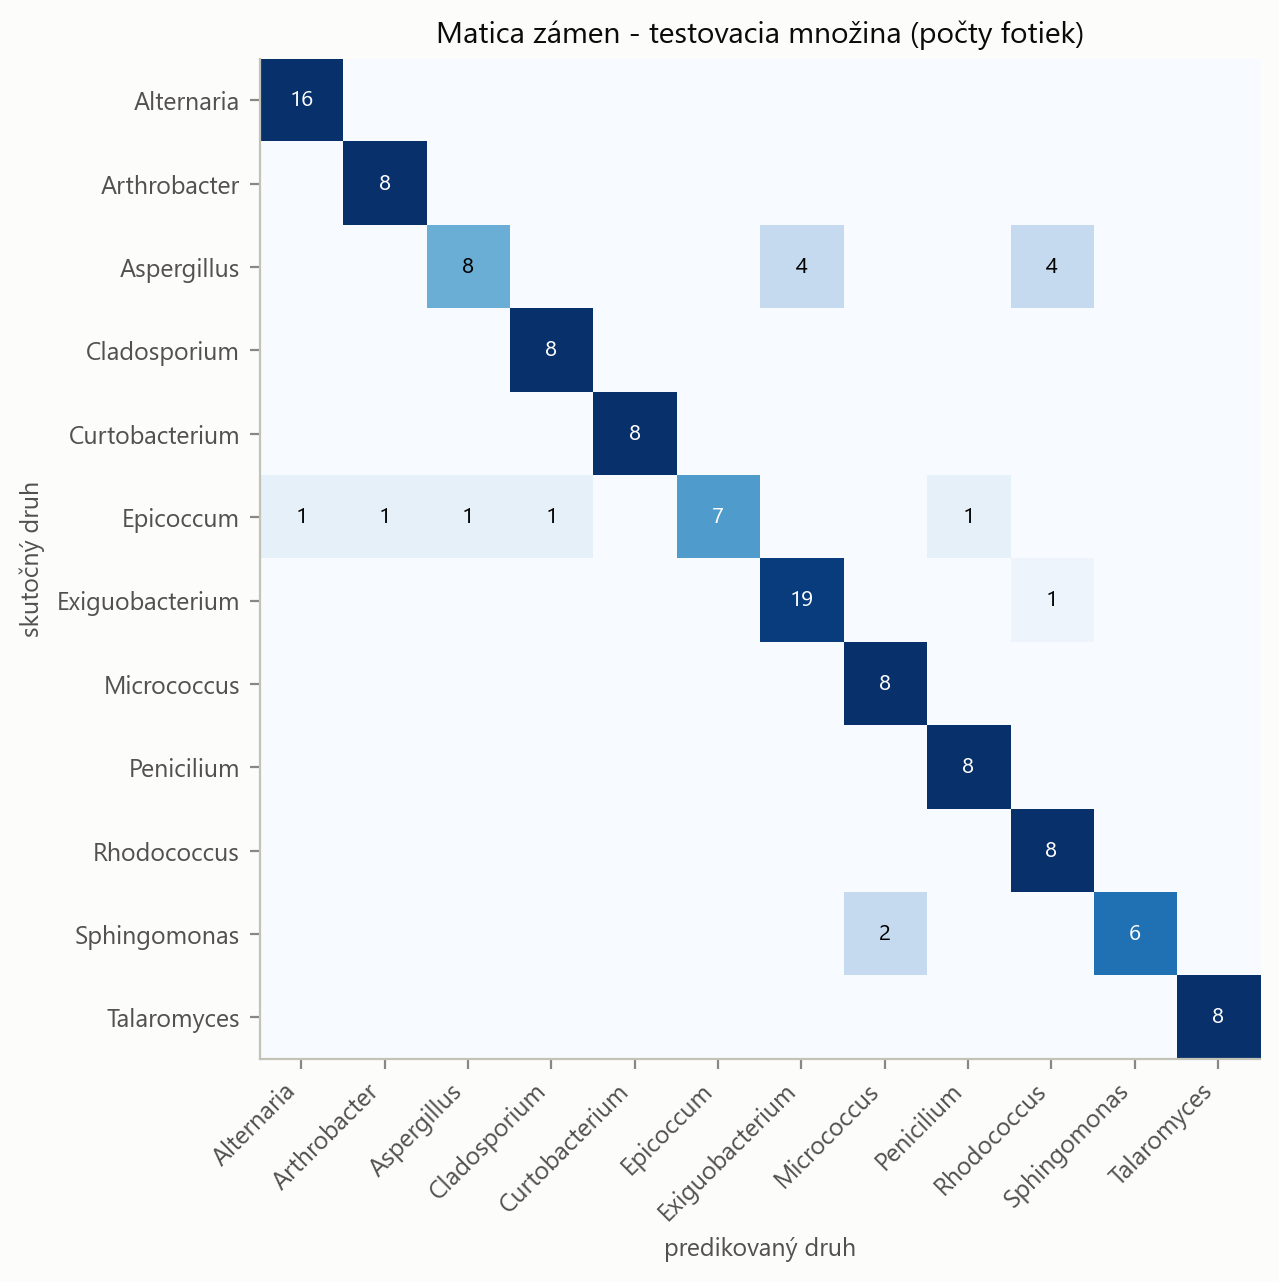 Matica zámen - testovacia množina (počty fotiek)
Alternaria
16
Arthrobacter
8
Aspergillus
8 4 4
Cladosporium
8
Curtobacterium
8
Epicoccum
1 1 1 1 7 1
Exiguobacterium
19 1
Micrococcus
8
Penicilium
8
Rhodococcus
8
Sphingomonas
2 6
Talaromyces
8
skutočný druh
Alternaria
Arthrobacter
Aspergillus
Cladosporium
Curtobacterium
Epicoccum
Exiguobacterium
Micrococcus
Penicilium
Rhodococcus
Sphingomonas
Talaromyces
predikovaný druh